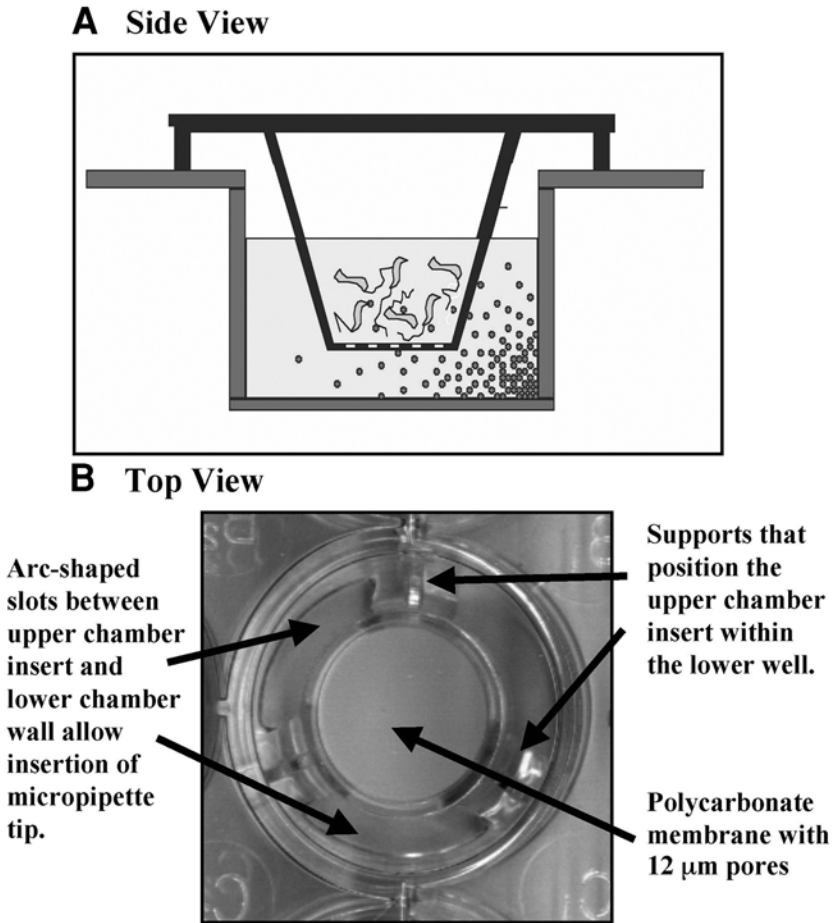 A Side View
B Top View
Arc-shaped
slots between
upper chamber
insert and
lower chamber
wall allow
insertion of
micropipette
tip.
Supports that
position the
upper chamber
insert within
the lower well.
Polycarbonate
membrane with
12 μm pores